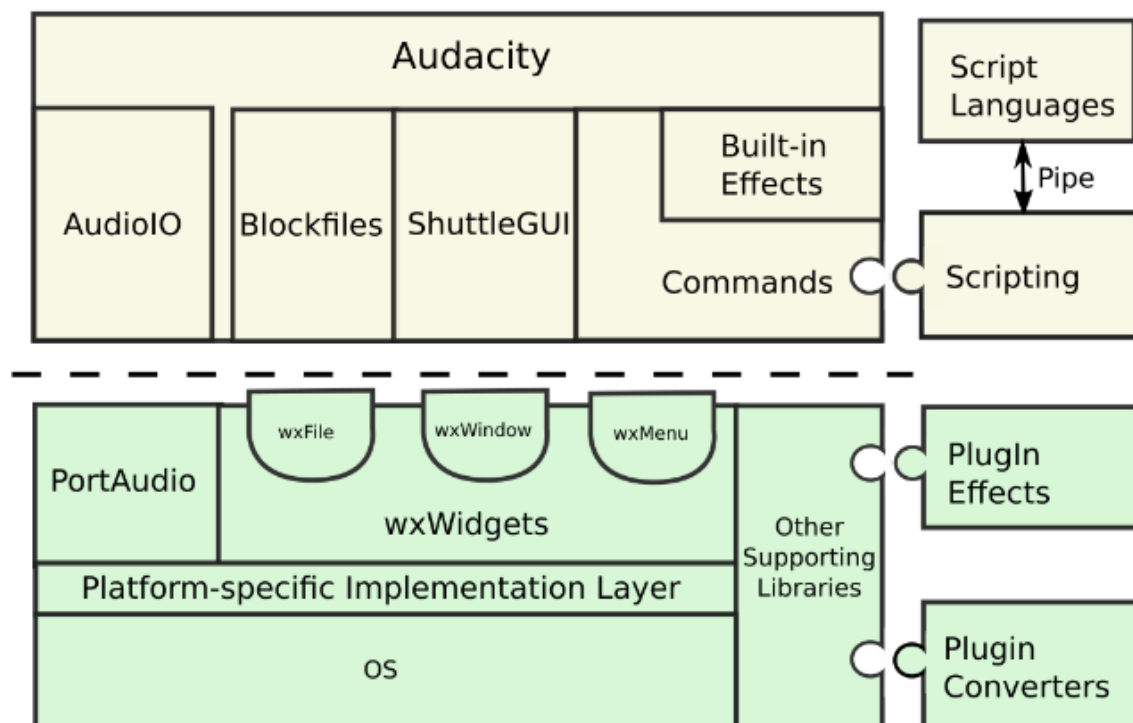 Audacity
Script
Languages
Pipe
AudioIO
Blockfiles
ShuttleGUI
Built-in
Effects
Commands
Scripting
PortAudio
wxFile
wxWindow
wxMenu
wxWidgets
Other
Supporting
Libraries
PlugIn
Effects
Platform-specific Implementation Layer
OS
Plugin
Converters